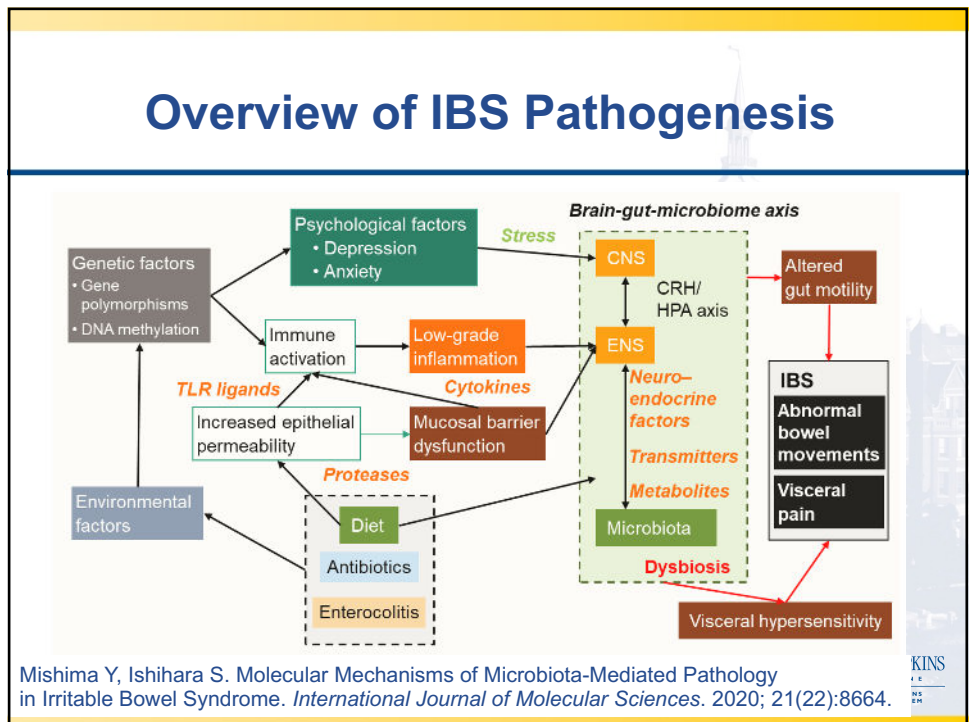 Overview of IBS Pathogenesis
Brain-gut-microbiome axis
Genetic factors
• Gene
polymorphisms
• DNA methylation
Psychological factors
• Depression
• Anxiety
Stress
CNS
CRH/
HPA axis
ENS
Altered
gut motility
Immune
activation
Low-grade
inflammation
TLR ligands
Cytokines
Increased epithelial
permeability
Mucosal barrier
dysfunction
Proteases
Neuro–
endocrine
factors
Transmitters
Metabolites
Microbiota
Dysbiosis
IBS
Abnormal
bowel
movements
Visceral
pain
Environmental
factors
Diet
Antibiotics
Enterocolitis
Visceral hypersensitivity
Mishima Y, Ishihara S. Molecular Mechanisms of Microbiota-Mediated Pathology
in Irritable Bowel Syndrome. International Journal of Molecular Sciences. 2020; 21(22):8664.
KINS